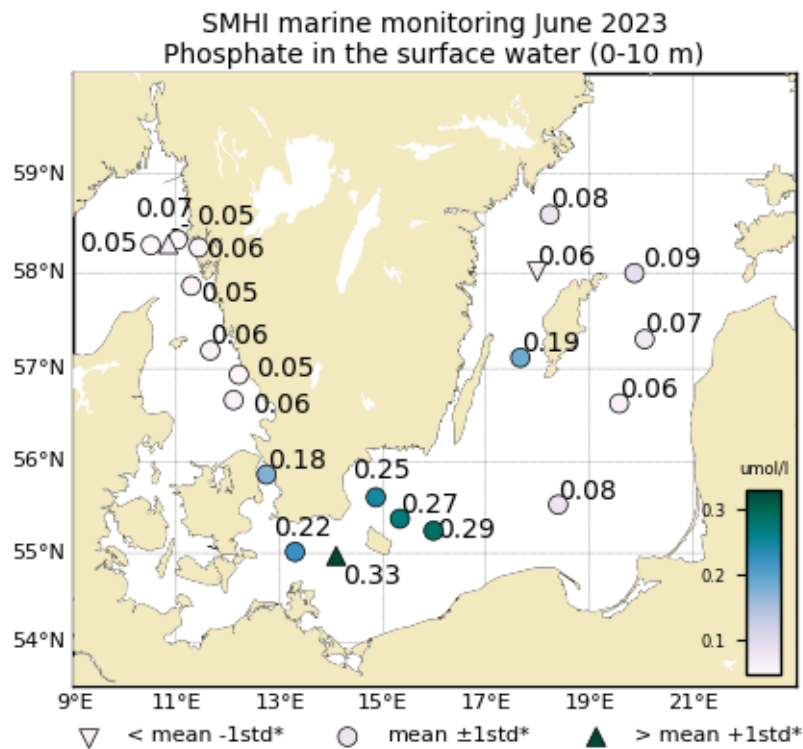 SMHI marine monitoring June 2023
Phosphate in the surface water (0-10 m)
59°N
58°N
57°N
56°N
55°N
54°N
0.08
0.07
0.05
0.05
0.06
0.06
0.09
0.05
0.07
0.06
0.19
0.05
0.06
0.06
0.18
0.25
0.08
0.27
0.22
0.29
0.33
umol/l
0.3
0.2
0.1
9°E
11°E
13°E
15°E
17°E
19°E
21°E
< mean -1std*
mean ±1std*
> mean +1std*